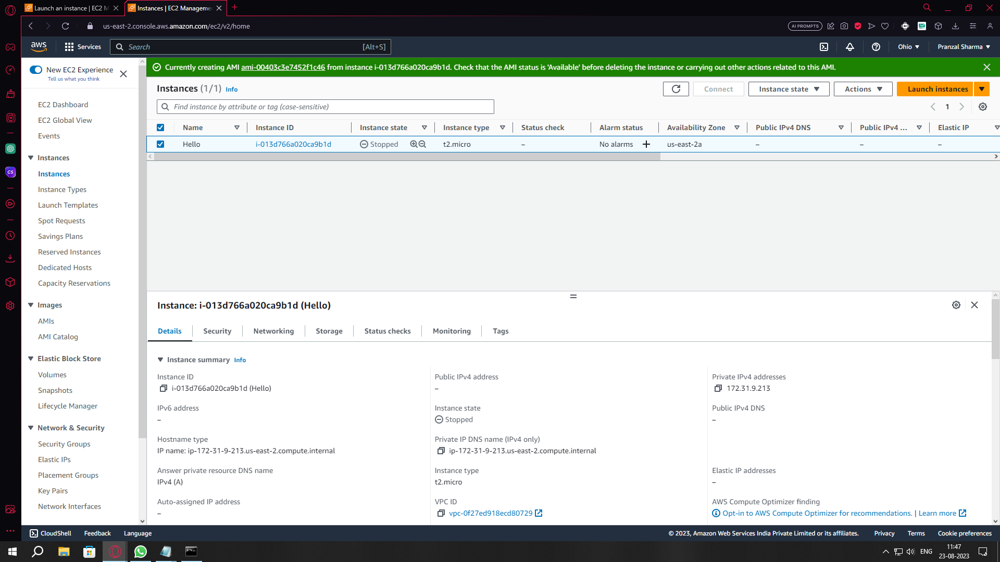 Launch an instance | EC2 M
Instances | EC2 Manageme
us-east-2.console.aws.amazon.com/ec2/v2/home
AI PROMPTS
aws
Services
Search
[Alt+S]
Ohio
Pranzal Sharma
New EC2 Experience
Tell us what you think
Currently creating AMI ami-00403c3e7452f1c46 from instance i-013d766a020ca9b1d. Check that the AMI status is 'Available' before deleting the instance or carrying out other actions related to this AMI.
EC2 Dashboard
EC2 Global View
Events
Instances
Instances
Instance Types
Launch Templates
Spot Requests
Savings Plans
Reserved Instances
Dedicated Hosts
Capacity Reservations
Images
AMIs
AMI Catalog
Elastic Block Store
Volumes
Snapshots
Lifecycle Manager
Network & Security
Security Groups
Elastic IPs
Placement Groups
Key Pairs
Network Interfaces
Instances (1/1) Info
Connect
Instance state
Actions
Launch instances
Find instance by attribute or tag (case-sensitive)
1
Name Instance ID Instance state Instance type Status check Alarm status Availability Zone Public IPv4 DNS Public IPv4 ... Elastic IP
Hello i-013d766a020ca9b1d Stopped t2.micro – No alarms + us-east-2a – – –
Instance: i-013d766a020ca9b1d (Hello)
Details Security Networking Storage Status checks Monitoring Tags
Instance summary Info
Instance ID
i-013d766a020ca9b1d (Hello)
Public IPv4 address
–
Private IPv4 addresses
172.31.9.213
IPv6 address
–
Instance state
Stopped
Public IPv4 DNS
–
Hostname type
IP name: ip-172-31-9-213.us-east-2.compute.internal
Private IP DNS name (IPv4 only)
ip-172-31-9-213.us-east-2.compute.internal
Answer private resource DNS name
IPv4 (A)
Instance type
t2.micro
Elastic IP addresses
–
Auto-assigned IP address
–
VPC ID
vpc-0f27ed918ecd80729
AWS Compute Optimizer finding
Opt-in to AWS Compute Optimizer for recommendations. | Learn more
CloudShell
Feedback
Language
© 2023, Amazon Web Services India Private Limited or its affiliates.
Privacy
Terms
Cookie preferences
ENG
11:47
23-08-2023
CS